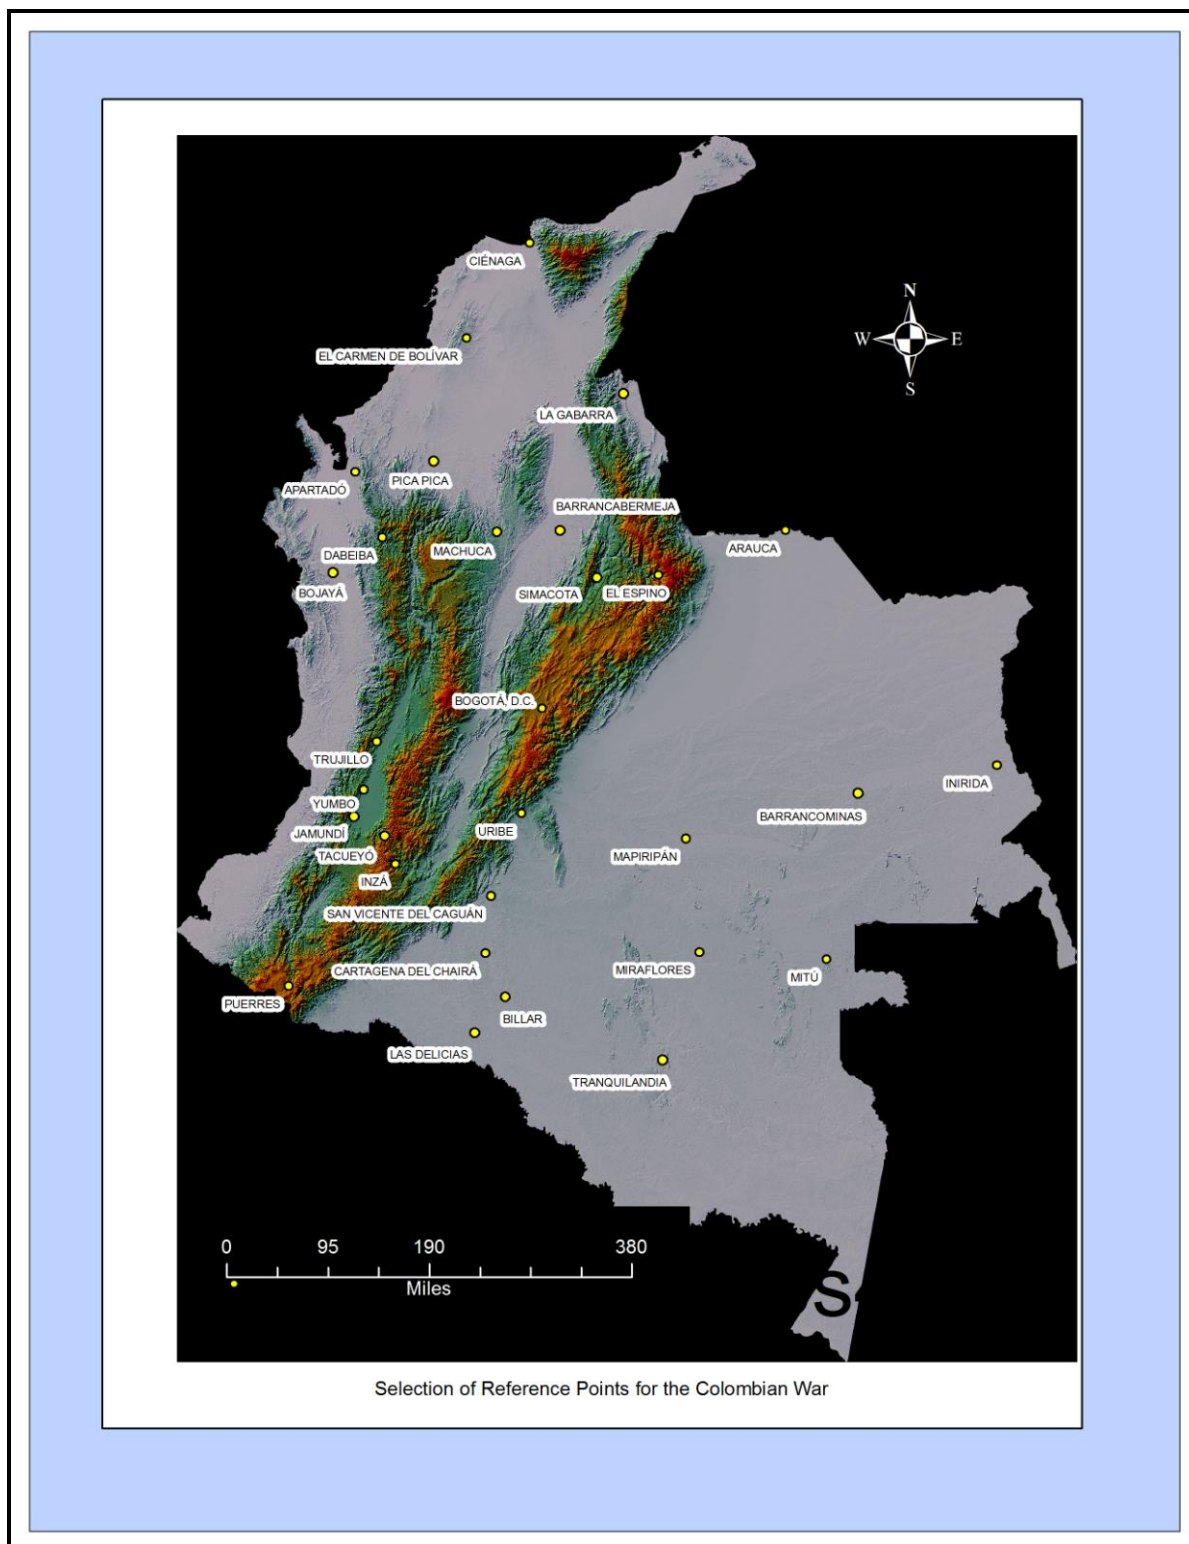 CIÉNAGA
N
W E
S
EL CARMEN DE BOLÍVAR
LA GABARRA
PICA PICA
APARTADÓ
BARRANCABERMEJA
ARAUCA
MACHUCA
DABEIBA
BOJAYÁ
SIMACOTA
EL ESPINO
BOGOTÁ, D.C.
TRUJILLO
INIRIDA
YUMBO
BARRANCOMINAS
JAMUNDÍ
URIBE
TACUEYÓ
MAPIRIPÁN
INZÁ
SAN VICENTE DEL CAGUÁN
CARTAGENA DEL CHAIRÁ
MIRAFLORES
MITÚ
PUERRES
BILLAR
LAS DELICIAS
TRANQUILANDIA
0 95 190 380
Miles
S
Selection of Reference Points for the Colombian War